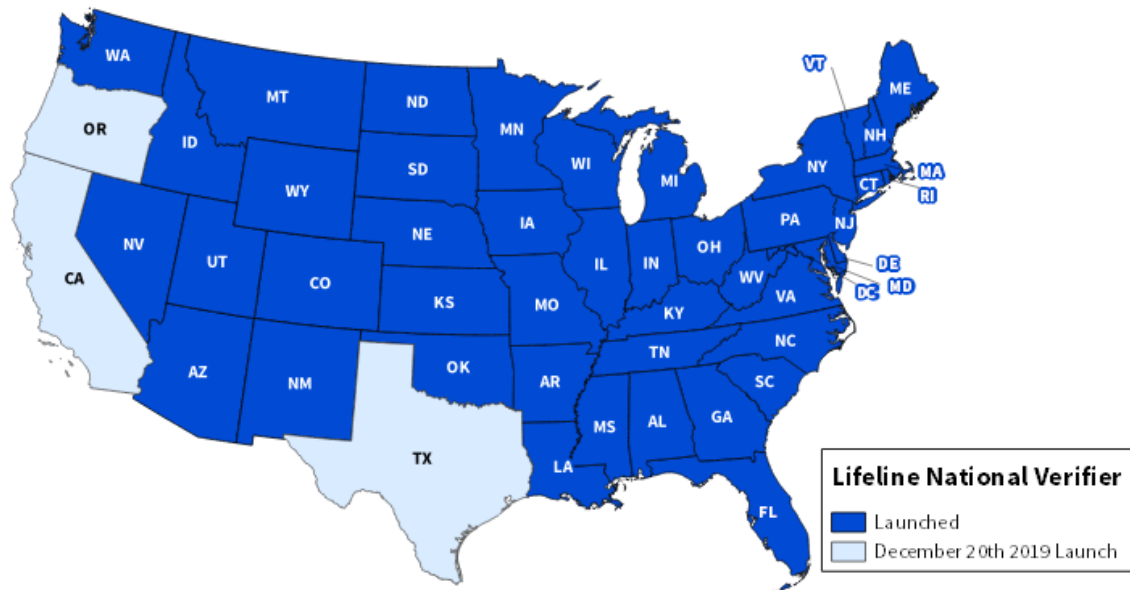 WA
VT
ME
MT
ND
OR
MN
ID
NH
WI
SD
NY
MA
WY
MI
CT
RI
IA
PA
NJ
NE
NV
OH
UT
IL
IN
DE
CA
CO
WV
MD
DC
KS
VA
MO
KY
NC
TN
OK
AZ
NM
AR
SC
GA
AL
MS
TX
LA
FL
Lifeline National Verifier
Launched
December 20th 2019 Launch